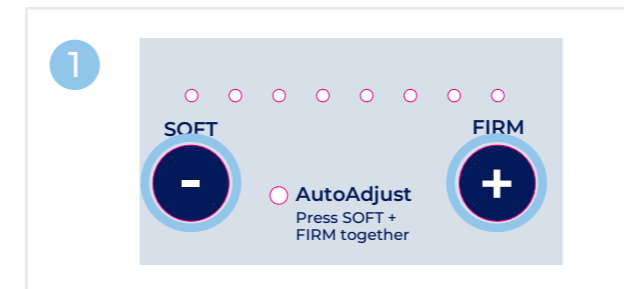 1
SOFT
FIRM
-
+
AutoAdjust
Press SOFT +
FIRM together